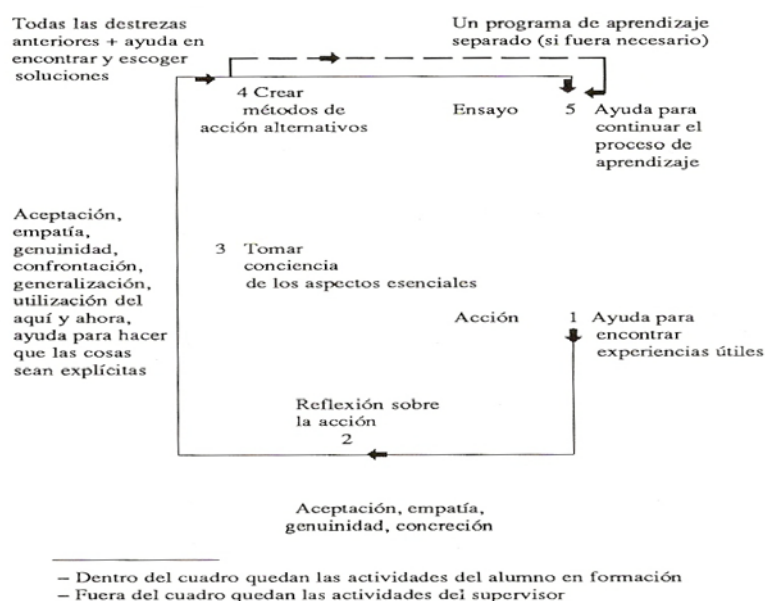 Todas las destrezas
anteriores + ayuda en
encontrar y escoger
soluciones
Un programa de aprendizaje
separado (si fuera necesario)
4 Crear
métodos de
acción alternativos
Ensayo
5 Ayuda para
continuar el
proceso de
aprendizaje
Aceptación,
empatía,
genuinidad,
confrontación,
generalización,
utilización del
aquí y ahora,
ayuda para hacer
que las cosas
sean explícitas
3 Tomar
conciencia
de los aspectos esenciales
Acción
1 Ayuda para
encontrar
experiencias útiles
Reflexión sobre
la acción
2
Aceptación, empatía,
genuinidad, concreción
– Dentro del cuadro quedan las actividades del alumno en formación
– Fuera del cuadro quedan las actividades del supervisor